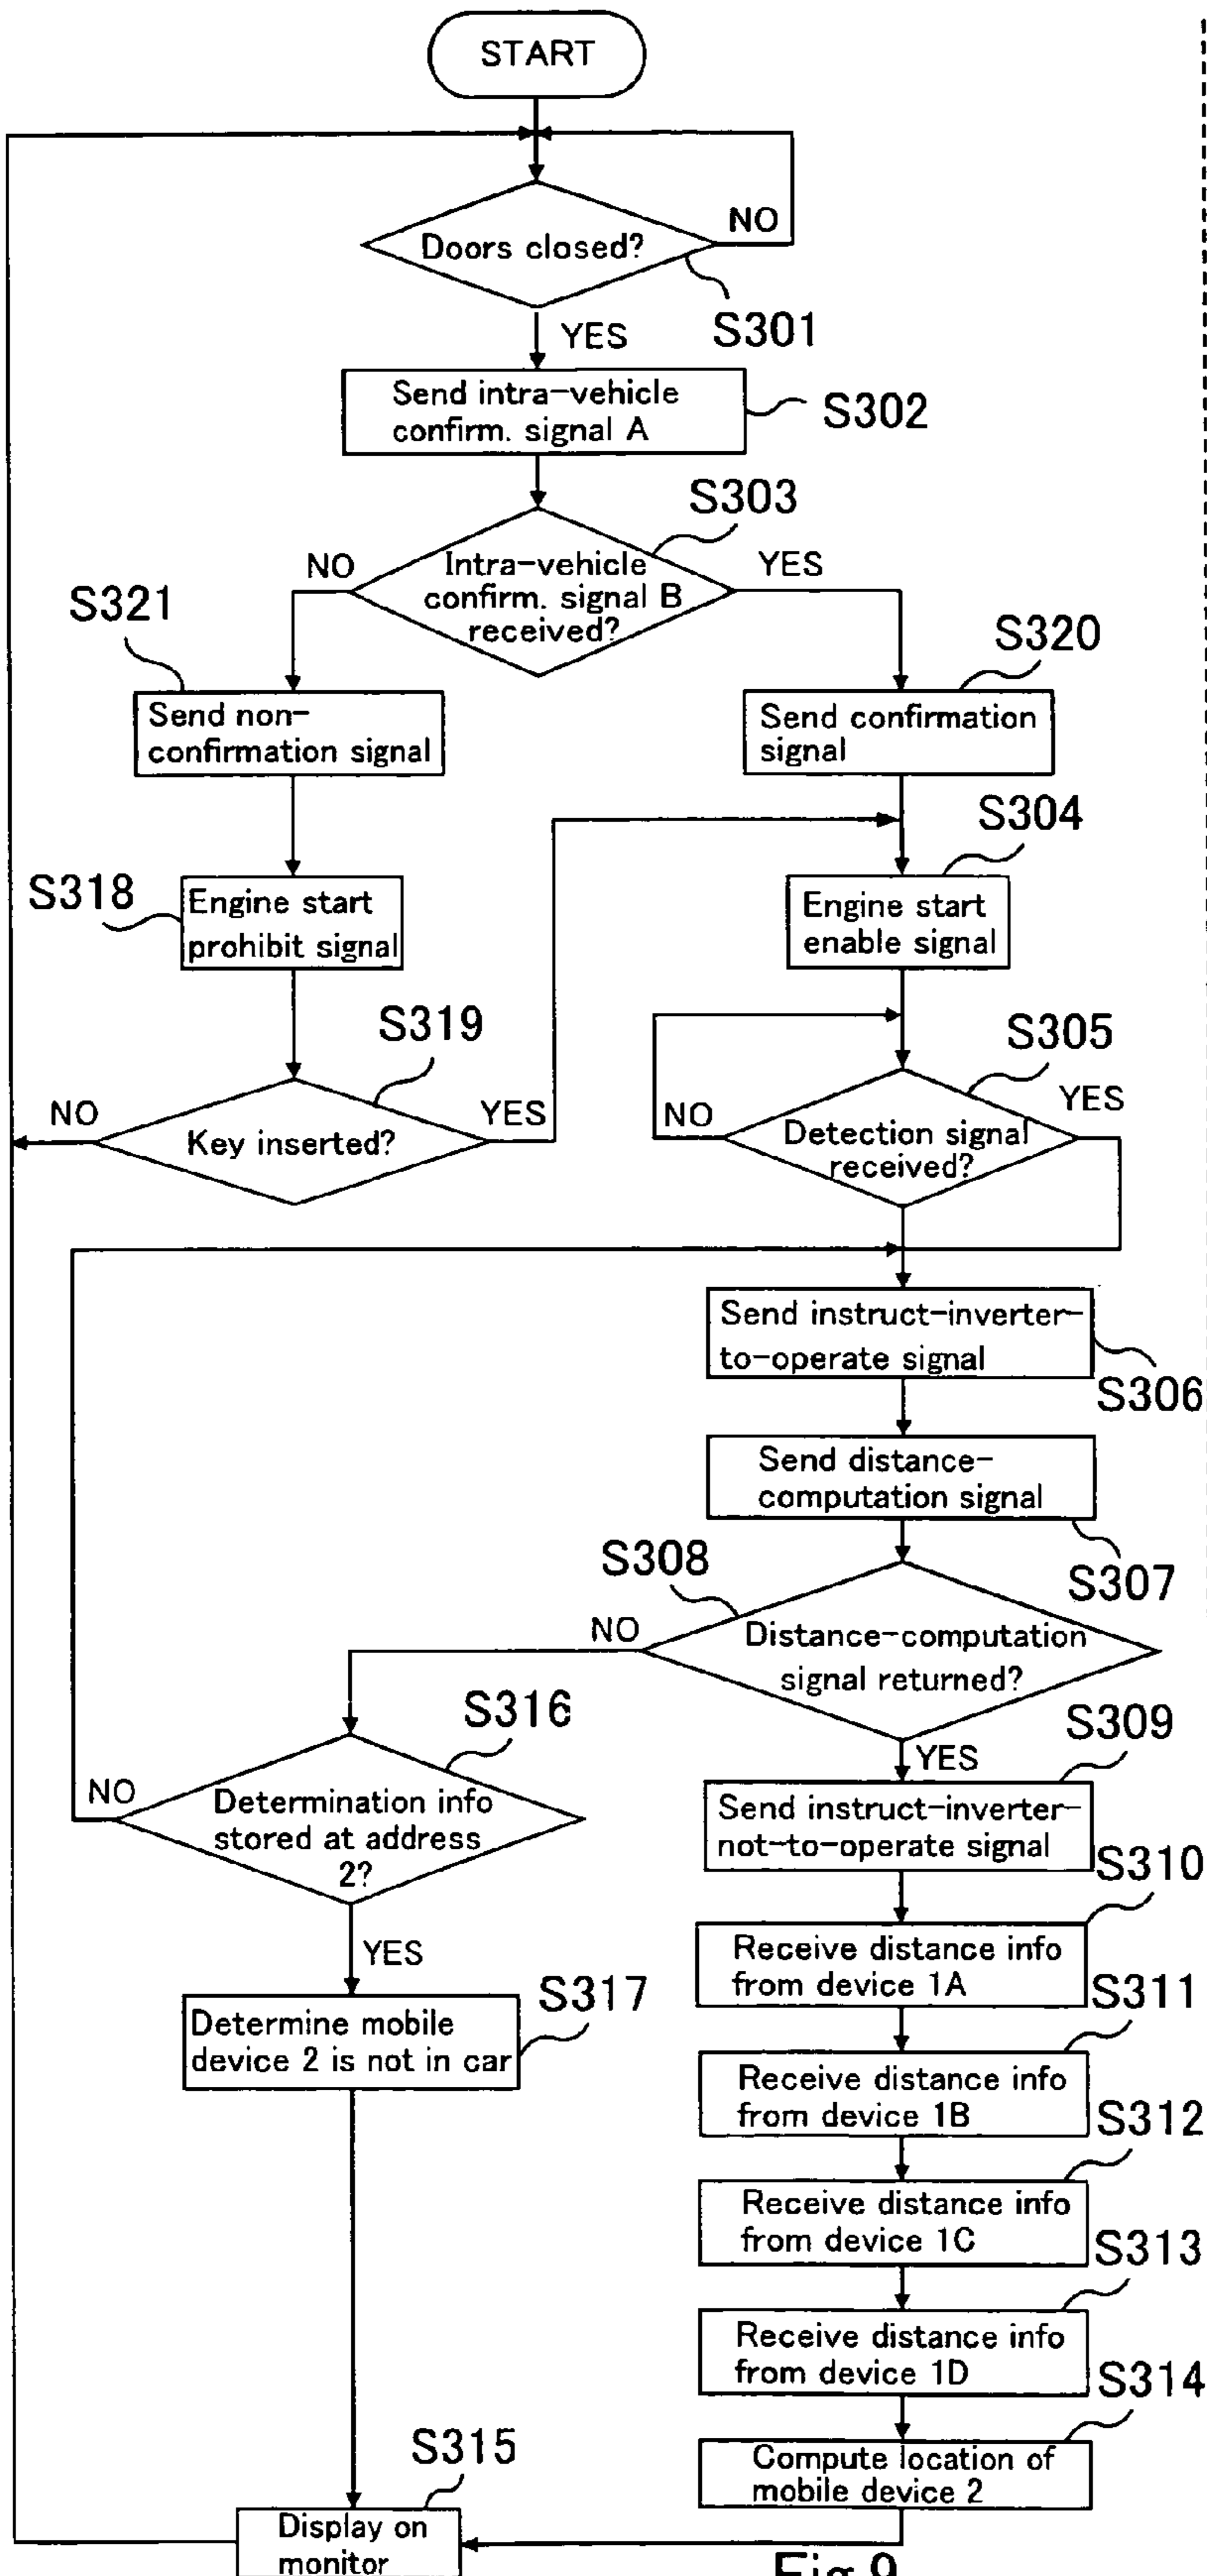 START
NO
Doors closed?
S301
YES
Send intra-vehicle
confirm. signal A
S302
S303
NO
Intra-vehicle
confirm. signal B
received?
YES
S321
S320
Send non-
confirmation signal
Send confirmation
signal
S304
S318
Engine start
prohibit signal
Engine start
enable signal
S319
S305
NO
Key inserted?
YES
NO
Detection signal
received?
YES
Send instruct-inverter-
to-operate signal
S306
Send distance-
computation signal
S307
S308
NO
Distance-computation
signal returned?
S316
S309
YES
NO
Determination info
stored at address
2?
Send instruct-inverter-
not-to-operate signal
S310
YES
Receive distance info
from device 1A
S311
S317
Determine mobile
device 2 is not in car
Receive distance info
from device 1B
S312
Receive distance info
from device 1C
S313
Receive distance info
from device 1D
S314
S315
Compute location of
mobile device 2
Display on
monitor
Fig.9